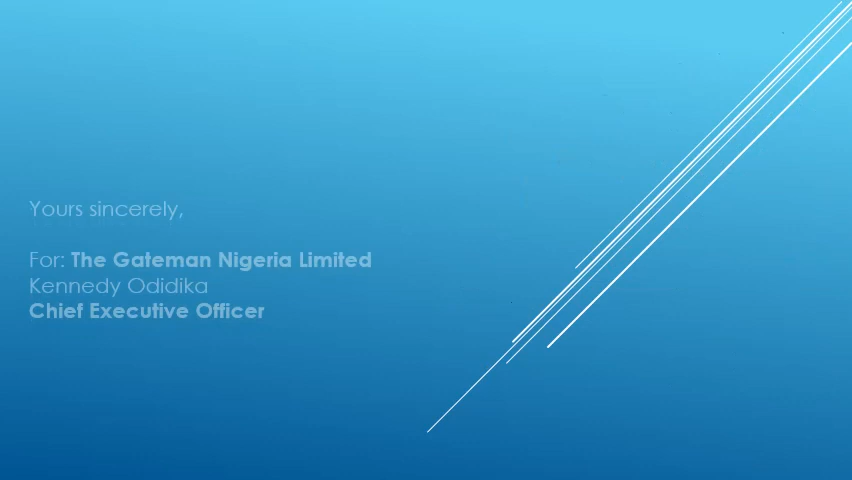 Yours sincerely,
For: The Gateman Nigeria Limited
Kennedy Odidika
Chief Executive Officer